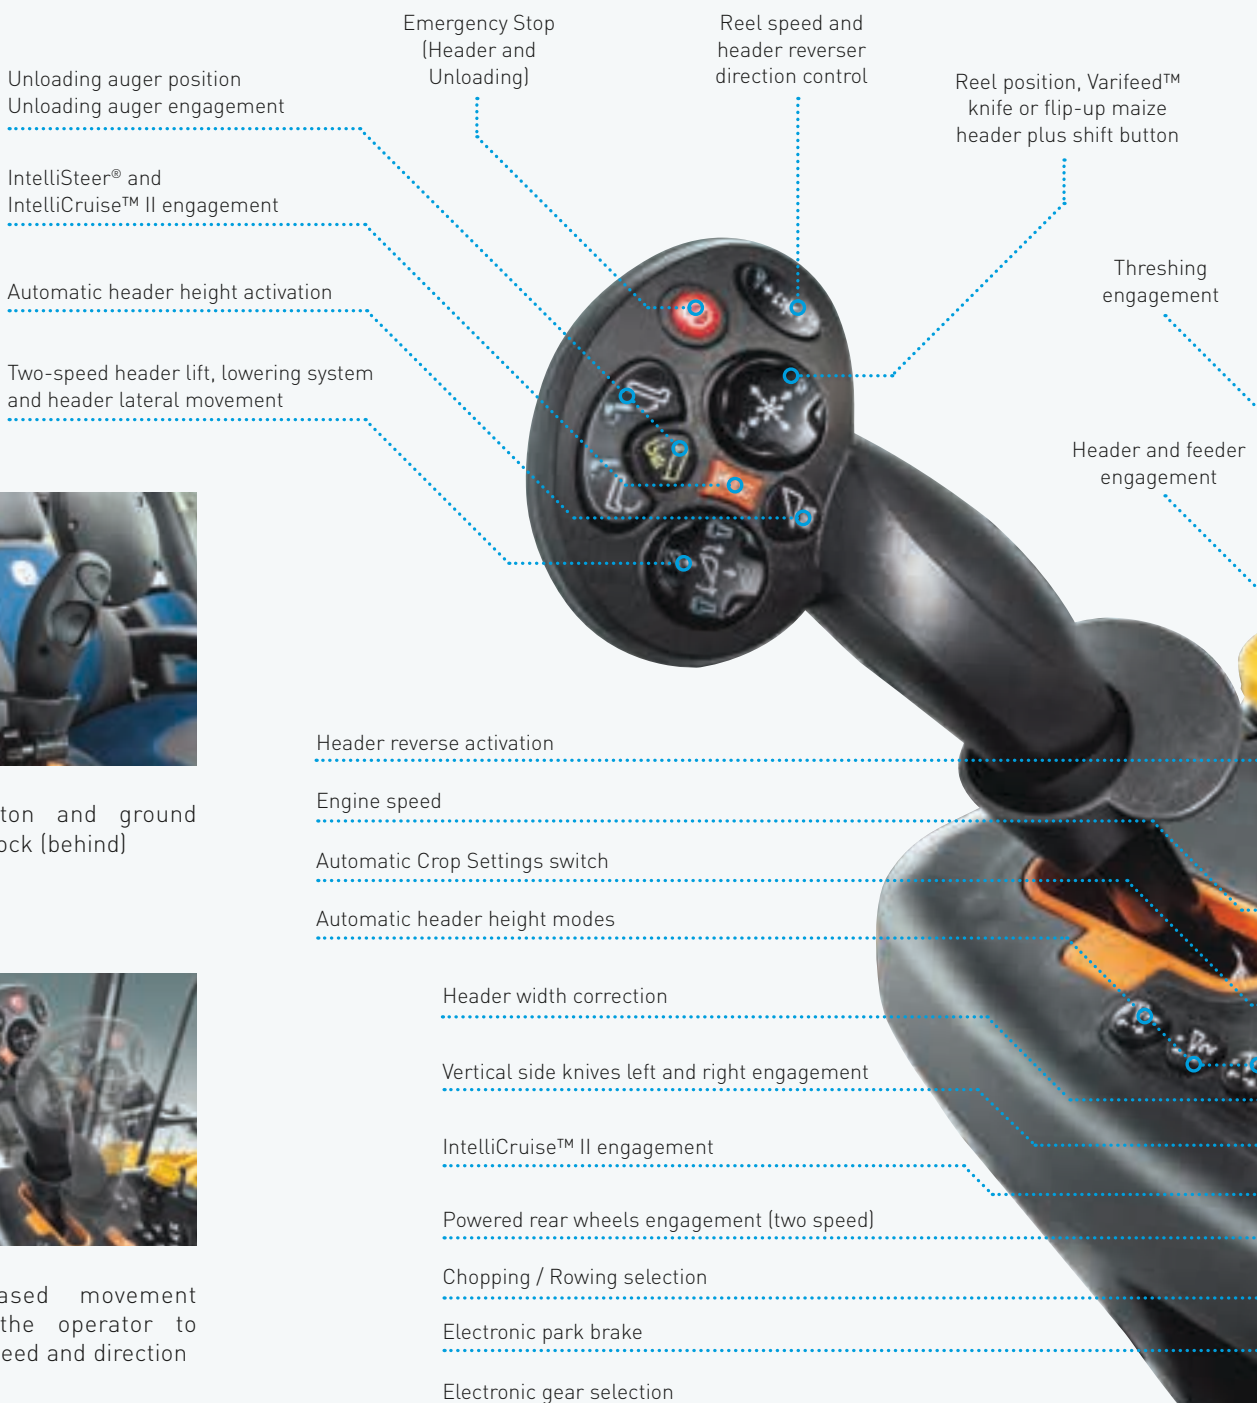 Emergency Stop
(Header and
Unloading)
Reel speed and
header reverser
direction control
Unloading auger position
Unloading auger engagement
Reel position, Varifeed™
knife or flip-up maize
header plus shift button
IntelliSteer® and
IntelliCruise™ II engagement
Threshing
engagement
Automatic header height activation
Two-speed header lift, lowering system
and header lateral movement
Header and feeder
engagement
Header reverse activation
Engine speed
Automatic Crop Settings switch
Automatic header height modes
Header width correction
Vertical side knives left and right engagement
IntelliCruise™ II engagement
Powered rear wheels engagement (two speed)
Chopping / Rowing selection
Electronic park brake
Electronic gear selection
ton and ground
ock (behind)
ased movement
the operator to
eed and direction